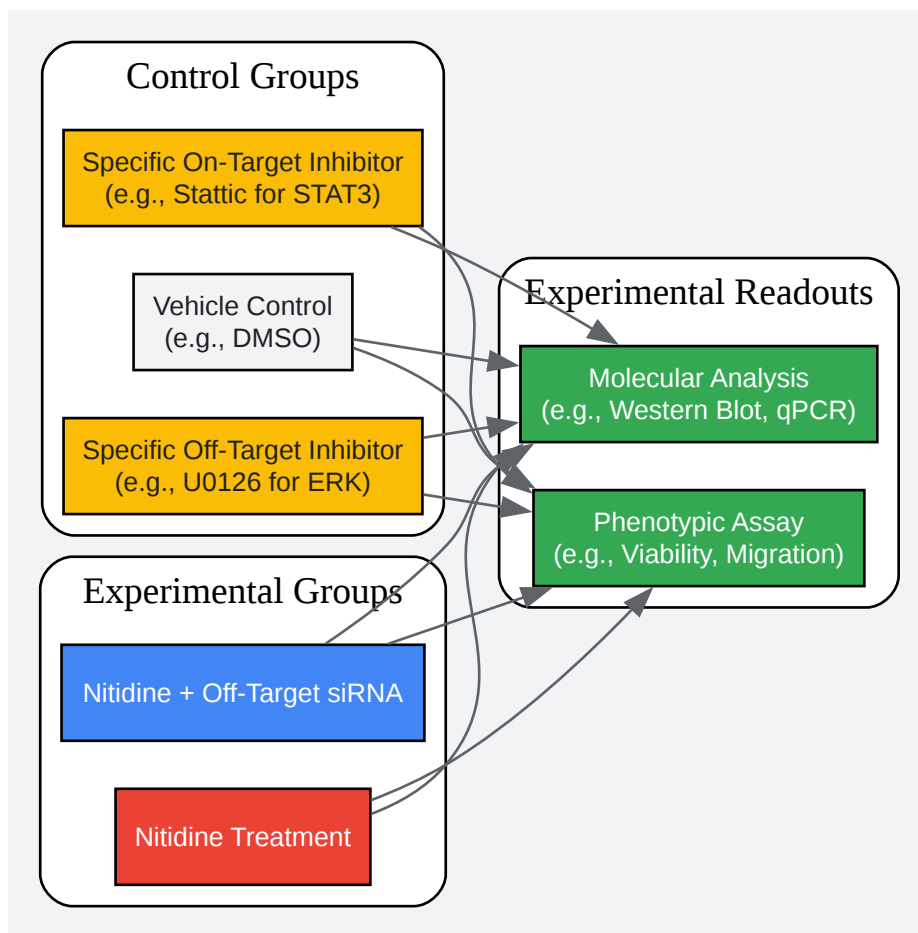 Control Groups
Specific On-Target Inhibitor
(e.g., Stattic for STAT3)
Vehicle Control
(e.g., DMSO)
Specific Off-Target Inhibitor
(e.g., U0126 for ERK)
Experimental Groups
Nitidine + Off-Target siRNA
Nitidine Treatment
Experimental Readouts
Molecular Analysis
(e.g., Western Blot, qPCR)
Phenotypic Assay
(e.g., Viability, Migration)